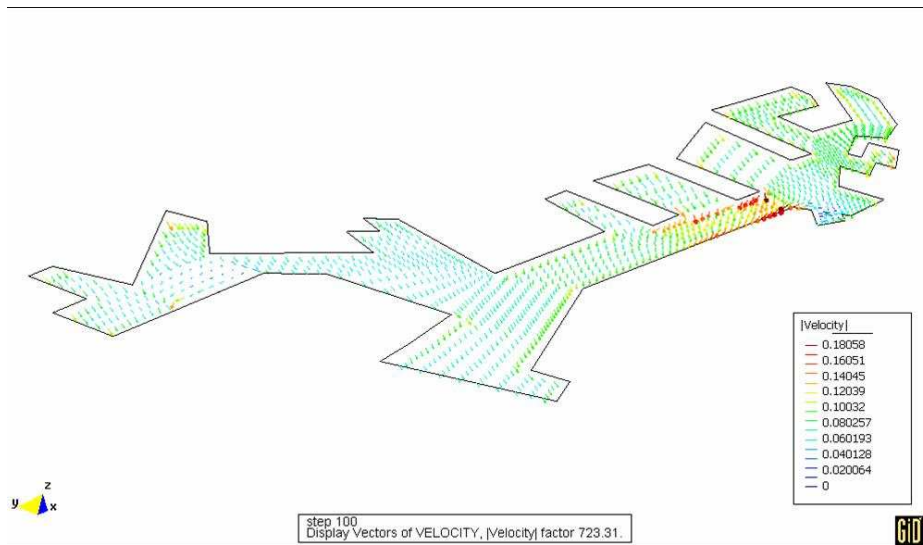 |Velocity|
0.18058
0.16051
0.14045
0.12039
0.10032
0.080257
0.060193
0.040128
0.020064
0
z
y
x
step 100
Display Vectors of VELOCITY, |Velocity| factor 723.31.
GiD